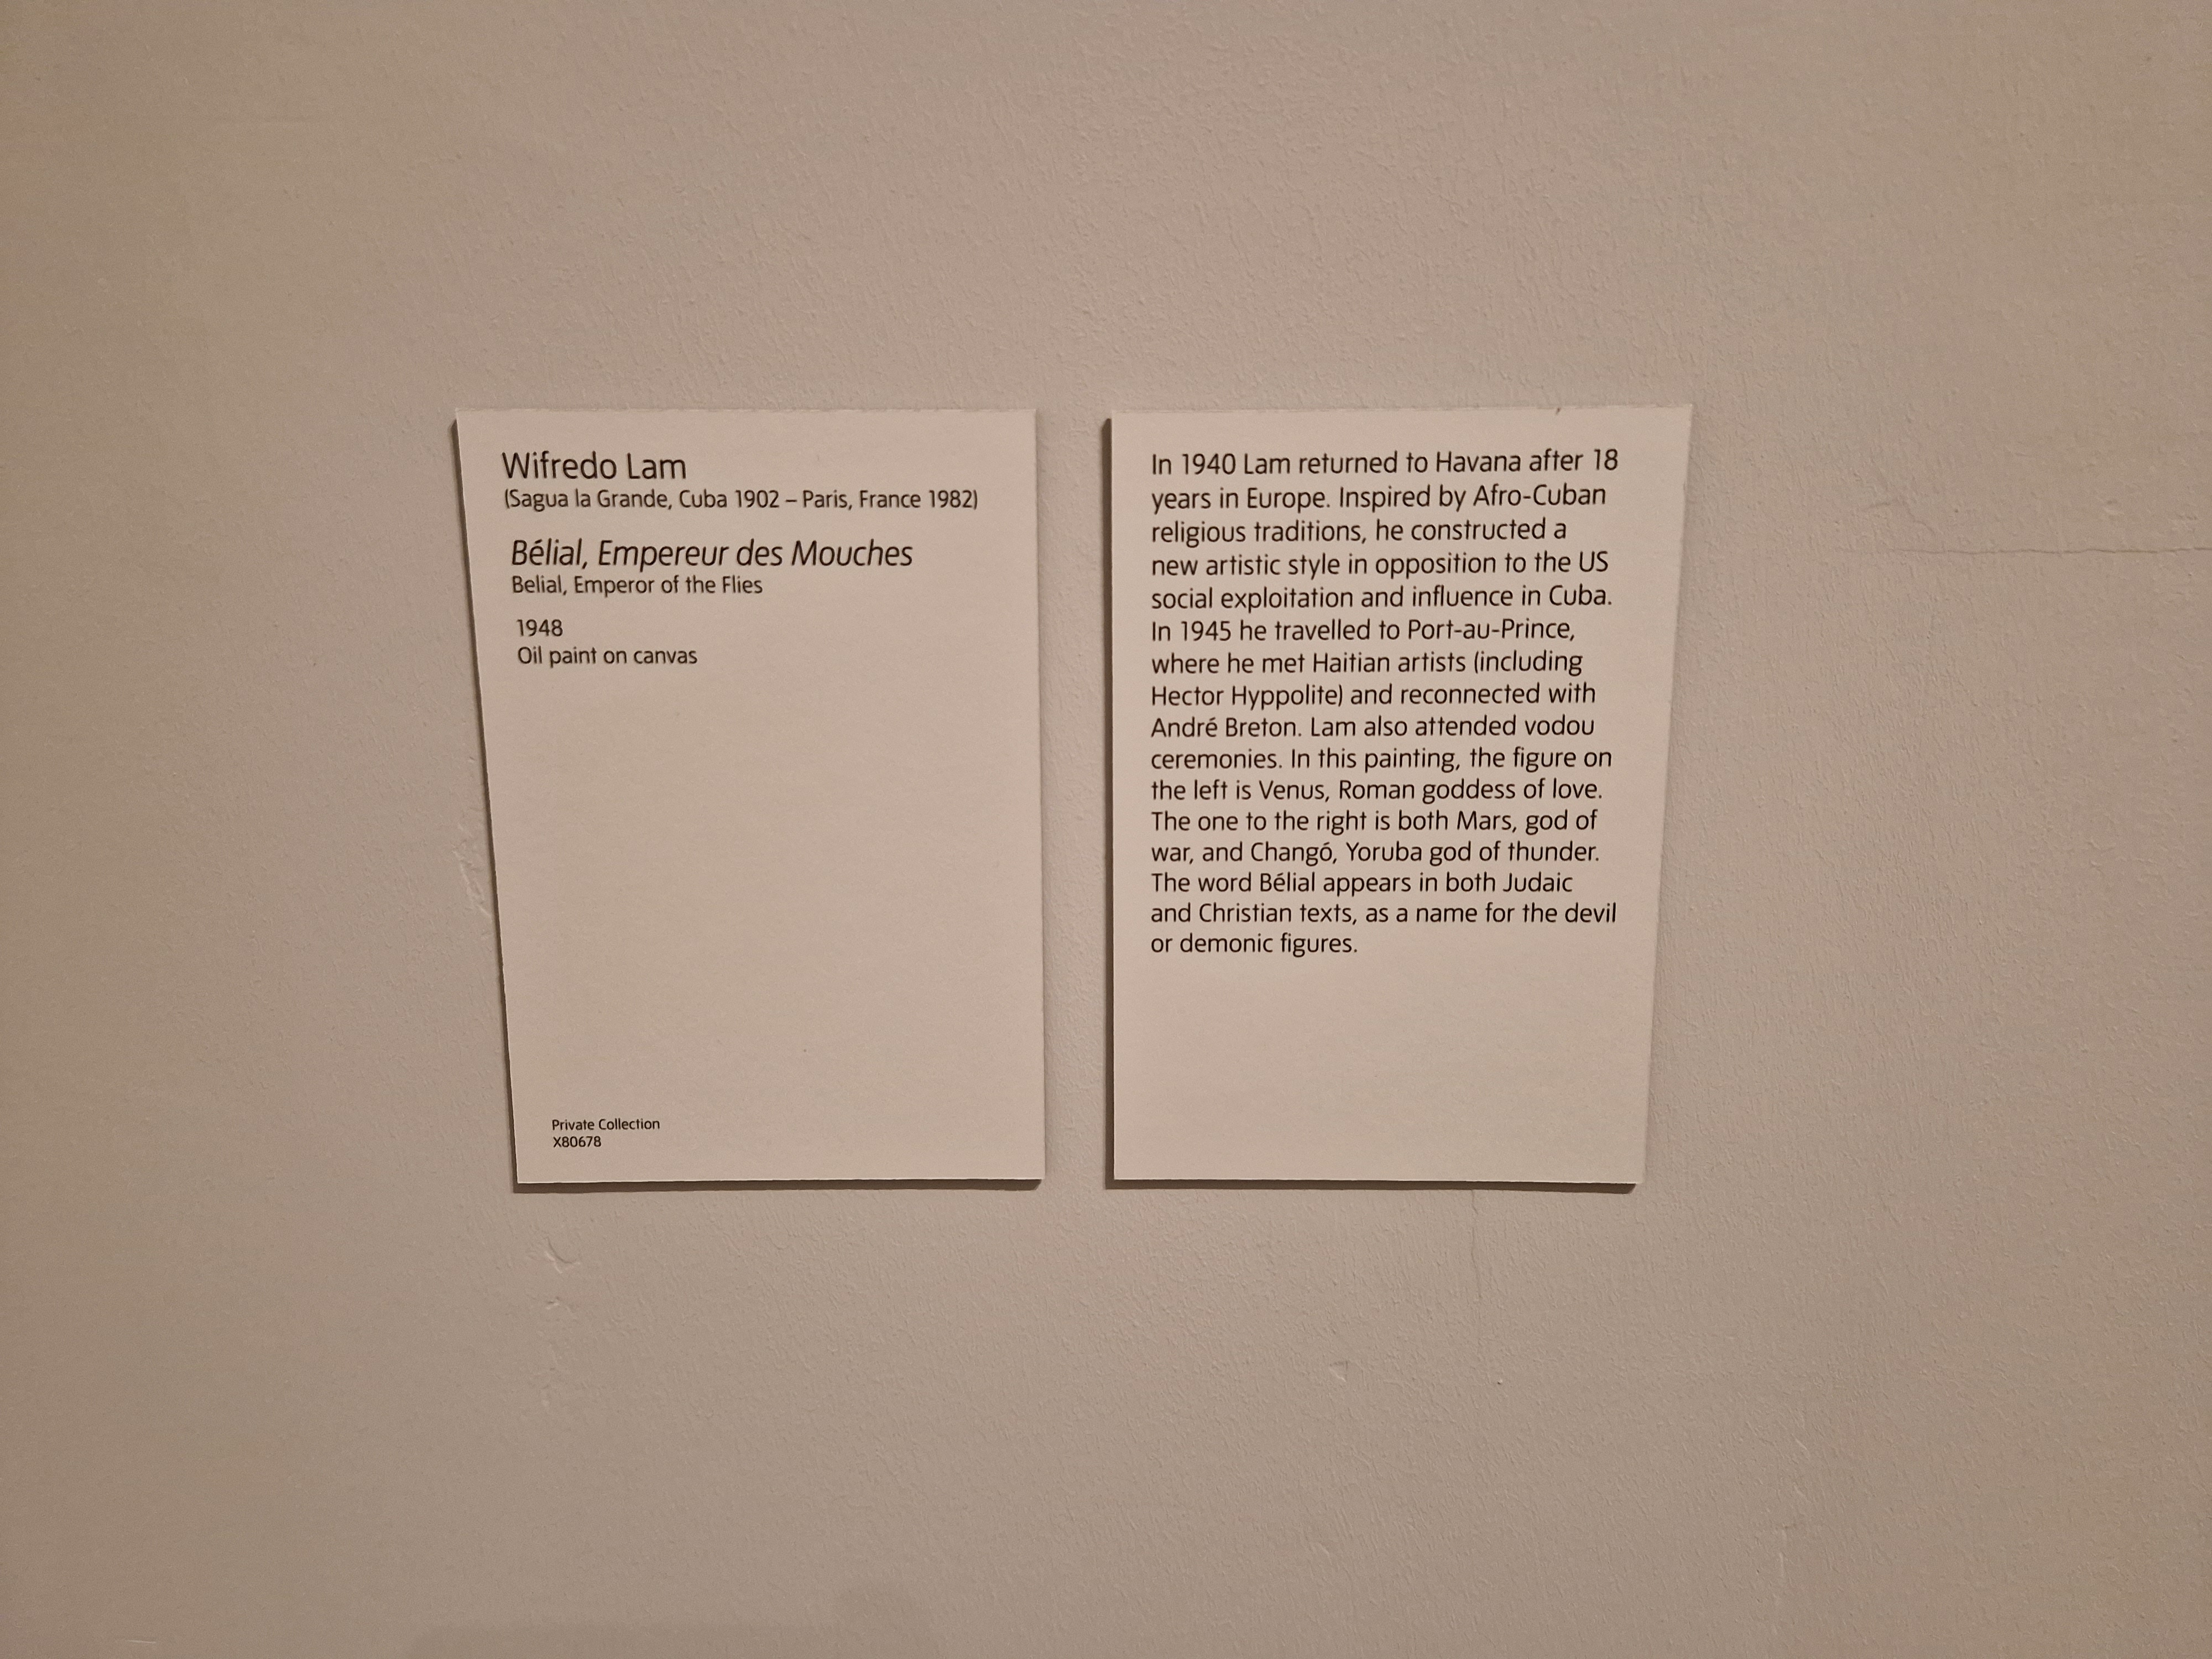 Wifredo Lam
(Sagua la Grande, Cuba 1902 – Paris, France 1982)
Bélial, Empereur des Mouches
Belial, Emperor of the Flies
1948
Oil paint on canvas
Private Collection
X80678
In 1940 Lam returned to Havana after 18
years in Europe. Inspired by Afro-Cuban
religious traditions, he constructed a
new artistic style in opposition to the US
social exploitation and influence in Cuba.
In 1945 he travelled to Port-au-Prince,
where he met Haitian artists (including
Hector Hyppolite) and reconnected with
André Breton. Lam also attended vodou
ceremonies. In this painting, the figure on
the left is Venus, Roman goddess of love.
The one to the right is both Mars, god of
war, and Changó, Yoruba god of thunder.
The word Bélial appears in both Judaic
and Christian texts, as a name for the devil
or demonic figures.